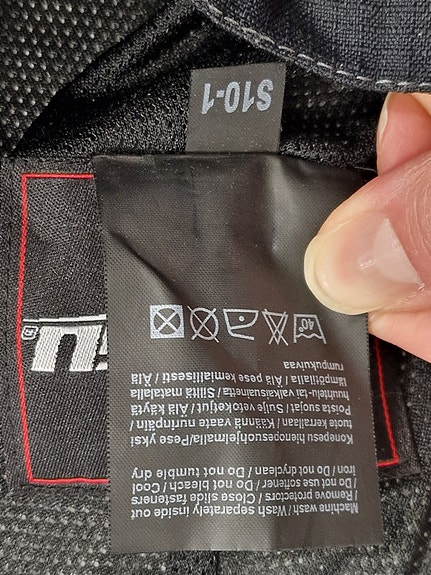 Machine wash / Wash separately inside out
/ Remove protectors / Close slide fasteners
/ Do not use softener / Do not bleach / Cool
iron / Do not dryclean / Do not tumble dry
Konepesu hienopesuohjelmalla/Pese yksi
tuote kerrallaan / Käännä vaate nurinpäin /
Poista suojat / Sulje vetoketjut / Älä käytä
huuhtelu- tai valkaisuainetta / Silitä matalalla
lämpötilalla / Älä pese kemiallisesti / Älä
rumpukuivaa
40°
S10-1